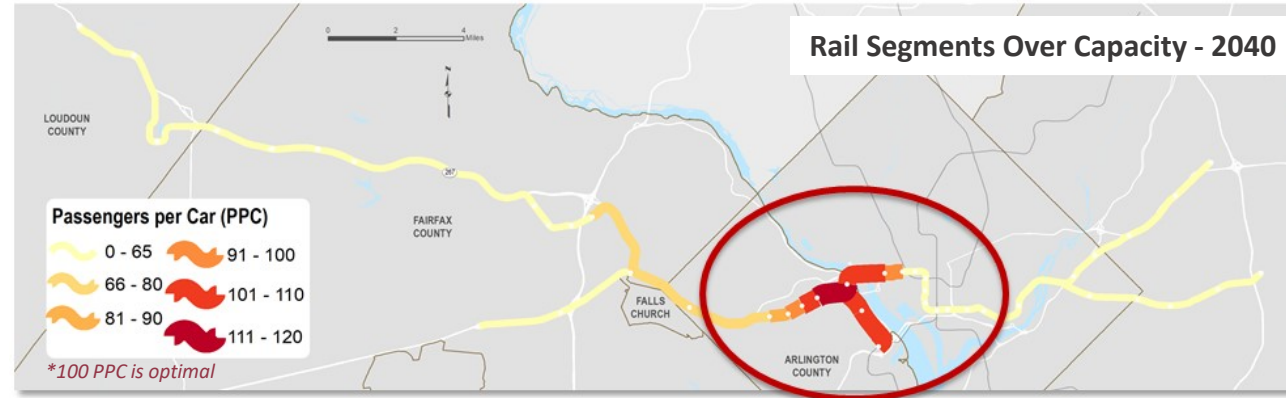 Rail Segments Over Capacity - 2040
0 2 4
Miles
N
LOUDOUN
COUNTY
267
Passengers per Car (PPC)
0 - 65
91 - 100
66 - 80
101 - 110
81 - 90
111 - 120
*100 PPC is optimal
FAIRFAX
COUNTY
FALLS
CHURCH
ARLINGTON
COUNTY